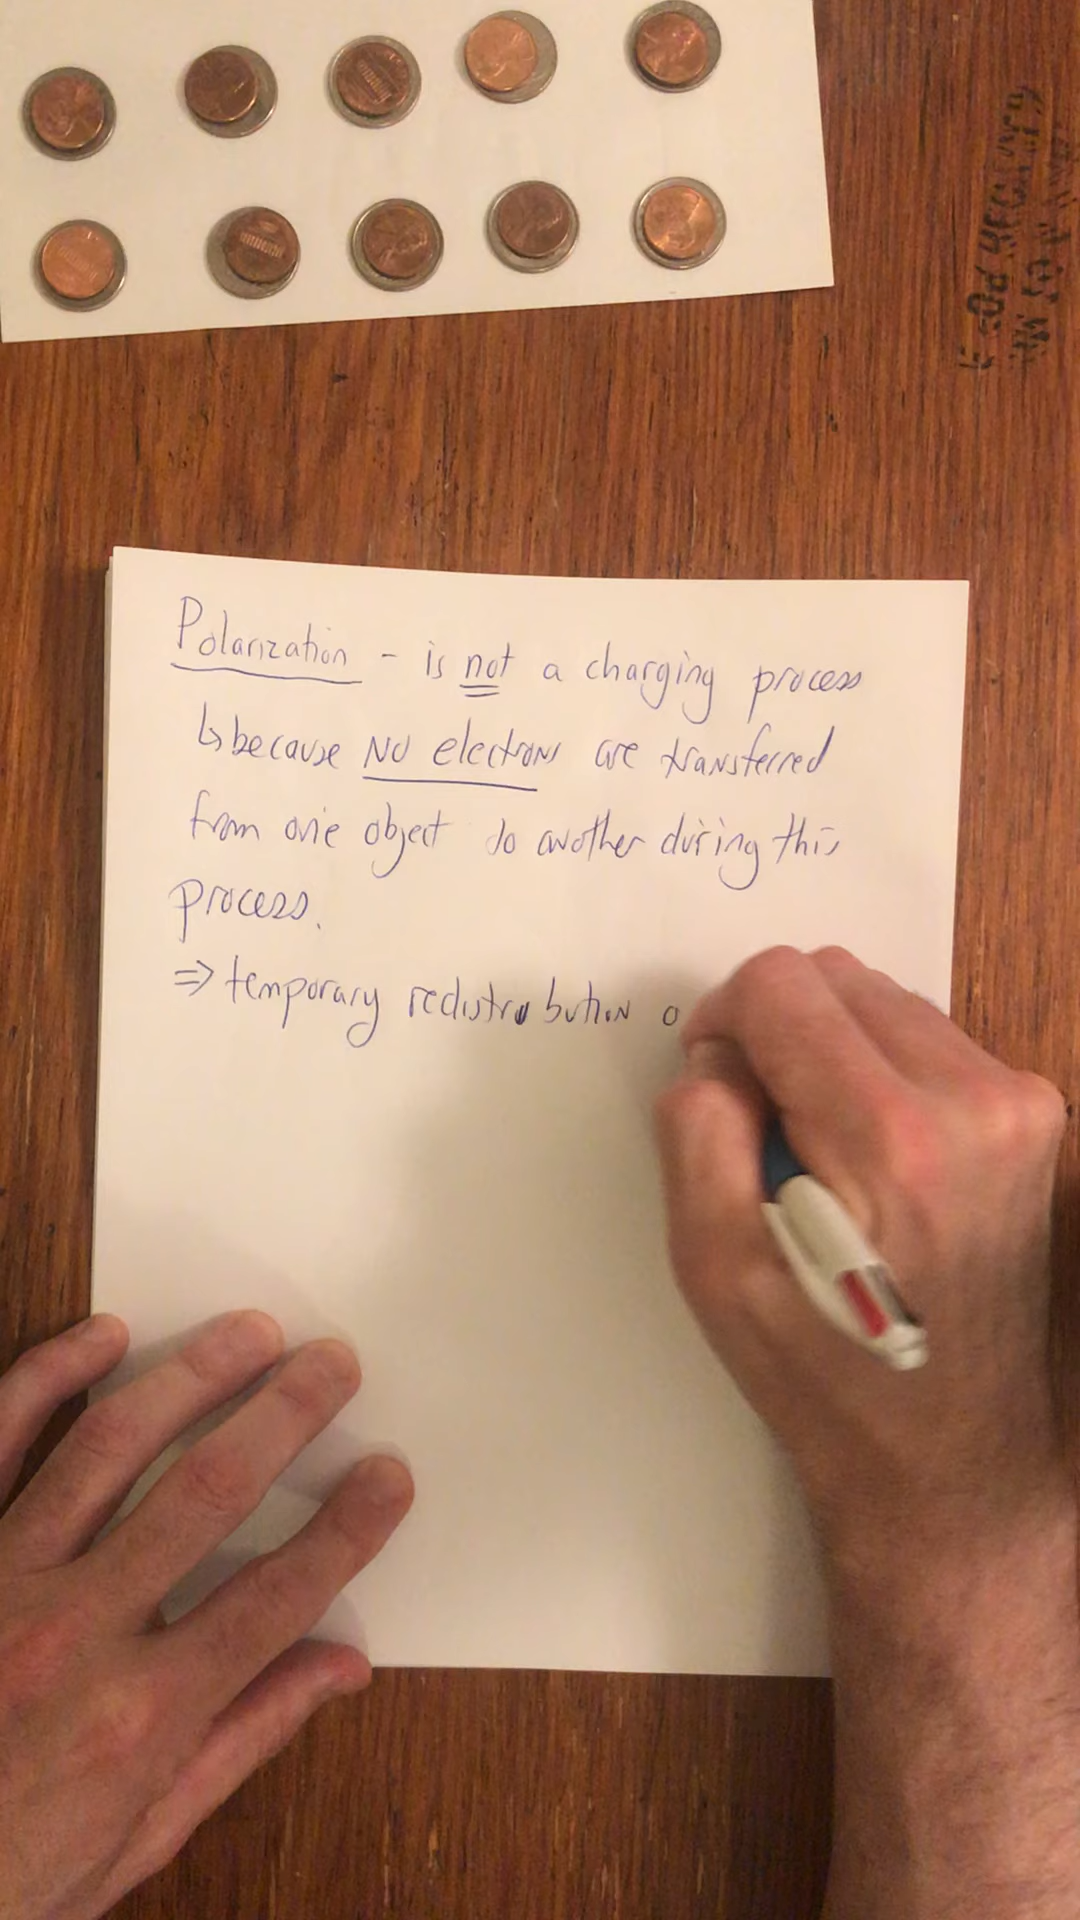 Polarization - is not a charging process
↳ because NO electrons are transferred
from one object to another during this
process.
⇒ temporary redistribution o